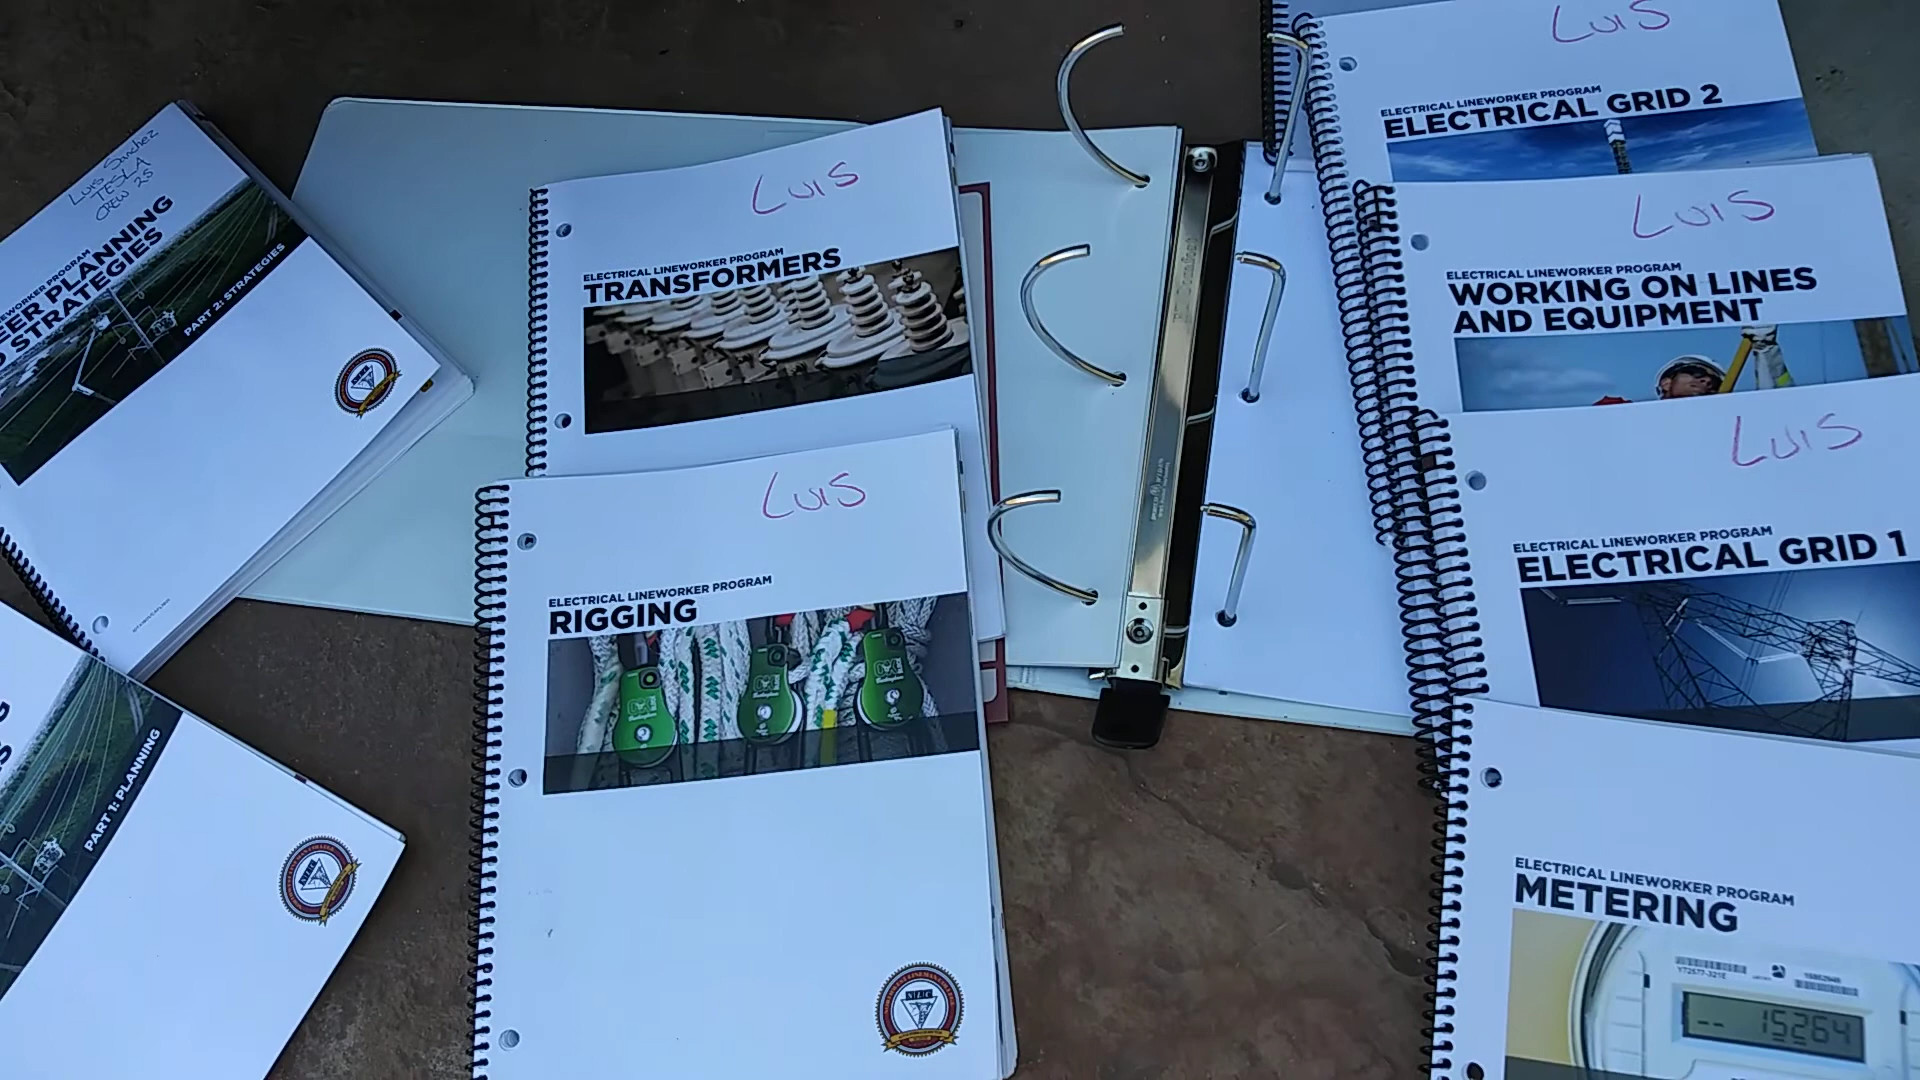 Luis Sanchez
TESLA
CREW 25
PROGRAM
PLANNING
STRATEGIES
PART 2: STRATEGIES
PART 1: PLANNING
LUIS
ELECTRICAL LINEWORKER PROGRAM
TRANSFORMERS
LUIS
ELECTRICAL LINEWORKER PROGRAM
RIGGING
LUIS
ELECTRICAL LINEWORKER PROGRAM
ELECTRICAL GRID 2
LUIS
ELECTRICAL LINEWORKER PROGRAM
WORKING ON LINES
AND EQUIPMENT
LUIS
ELECTRICAL LINEWORKER PROGRAM
ELECTRICAL GRID 1
ELECTRICAL LINEWORKER PROGRAM
METERING
15264